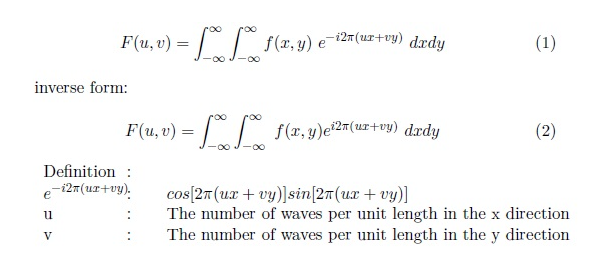 F(u, v) = ∫_{-∞}^{∞} ∫_{-∞}^{∞} f(x, y) e^{-i2π(ux+vy)} dxdy (1)
inverse form:
F(u, v) = ∫_{-∞}^{∞} ∫_{-∞}^{∞} f(x, y)e^{i2π(ux+vy)} dxdy (2)
Definition :
e^{-i2π(ux+vy)}: cos[2π(ux + vy)]sin[2π(ux + vy)]
u : The number of waves per unit length in the x direction
v : The number of waves per unit length in the y direction